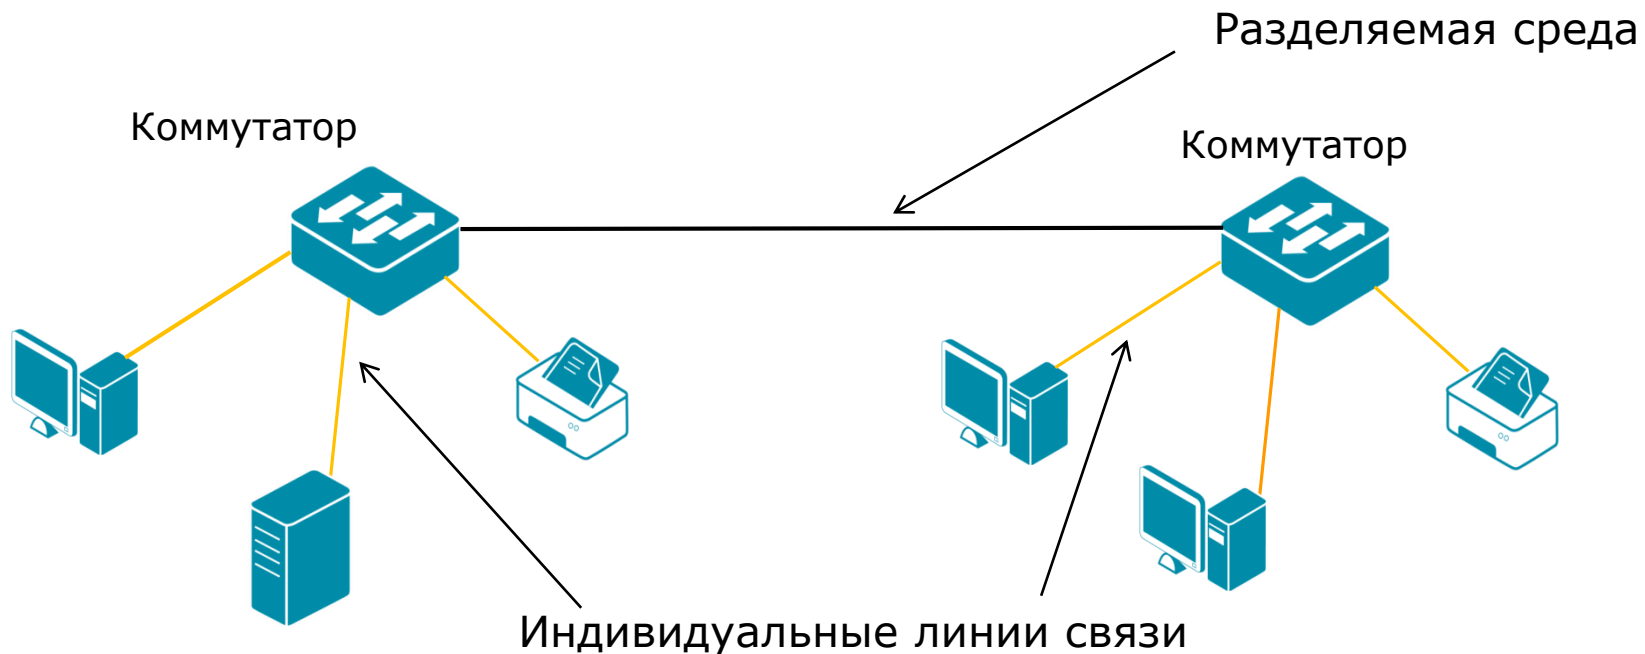 Разделяемая среда
Коммутатор
Коммутатор
Индивидуальные линии связи